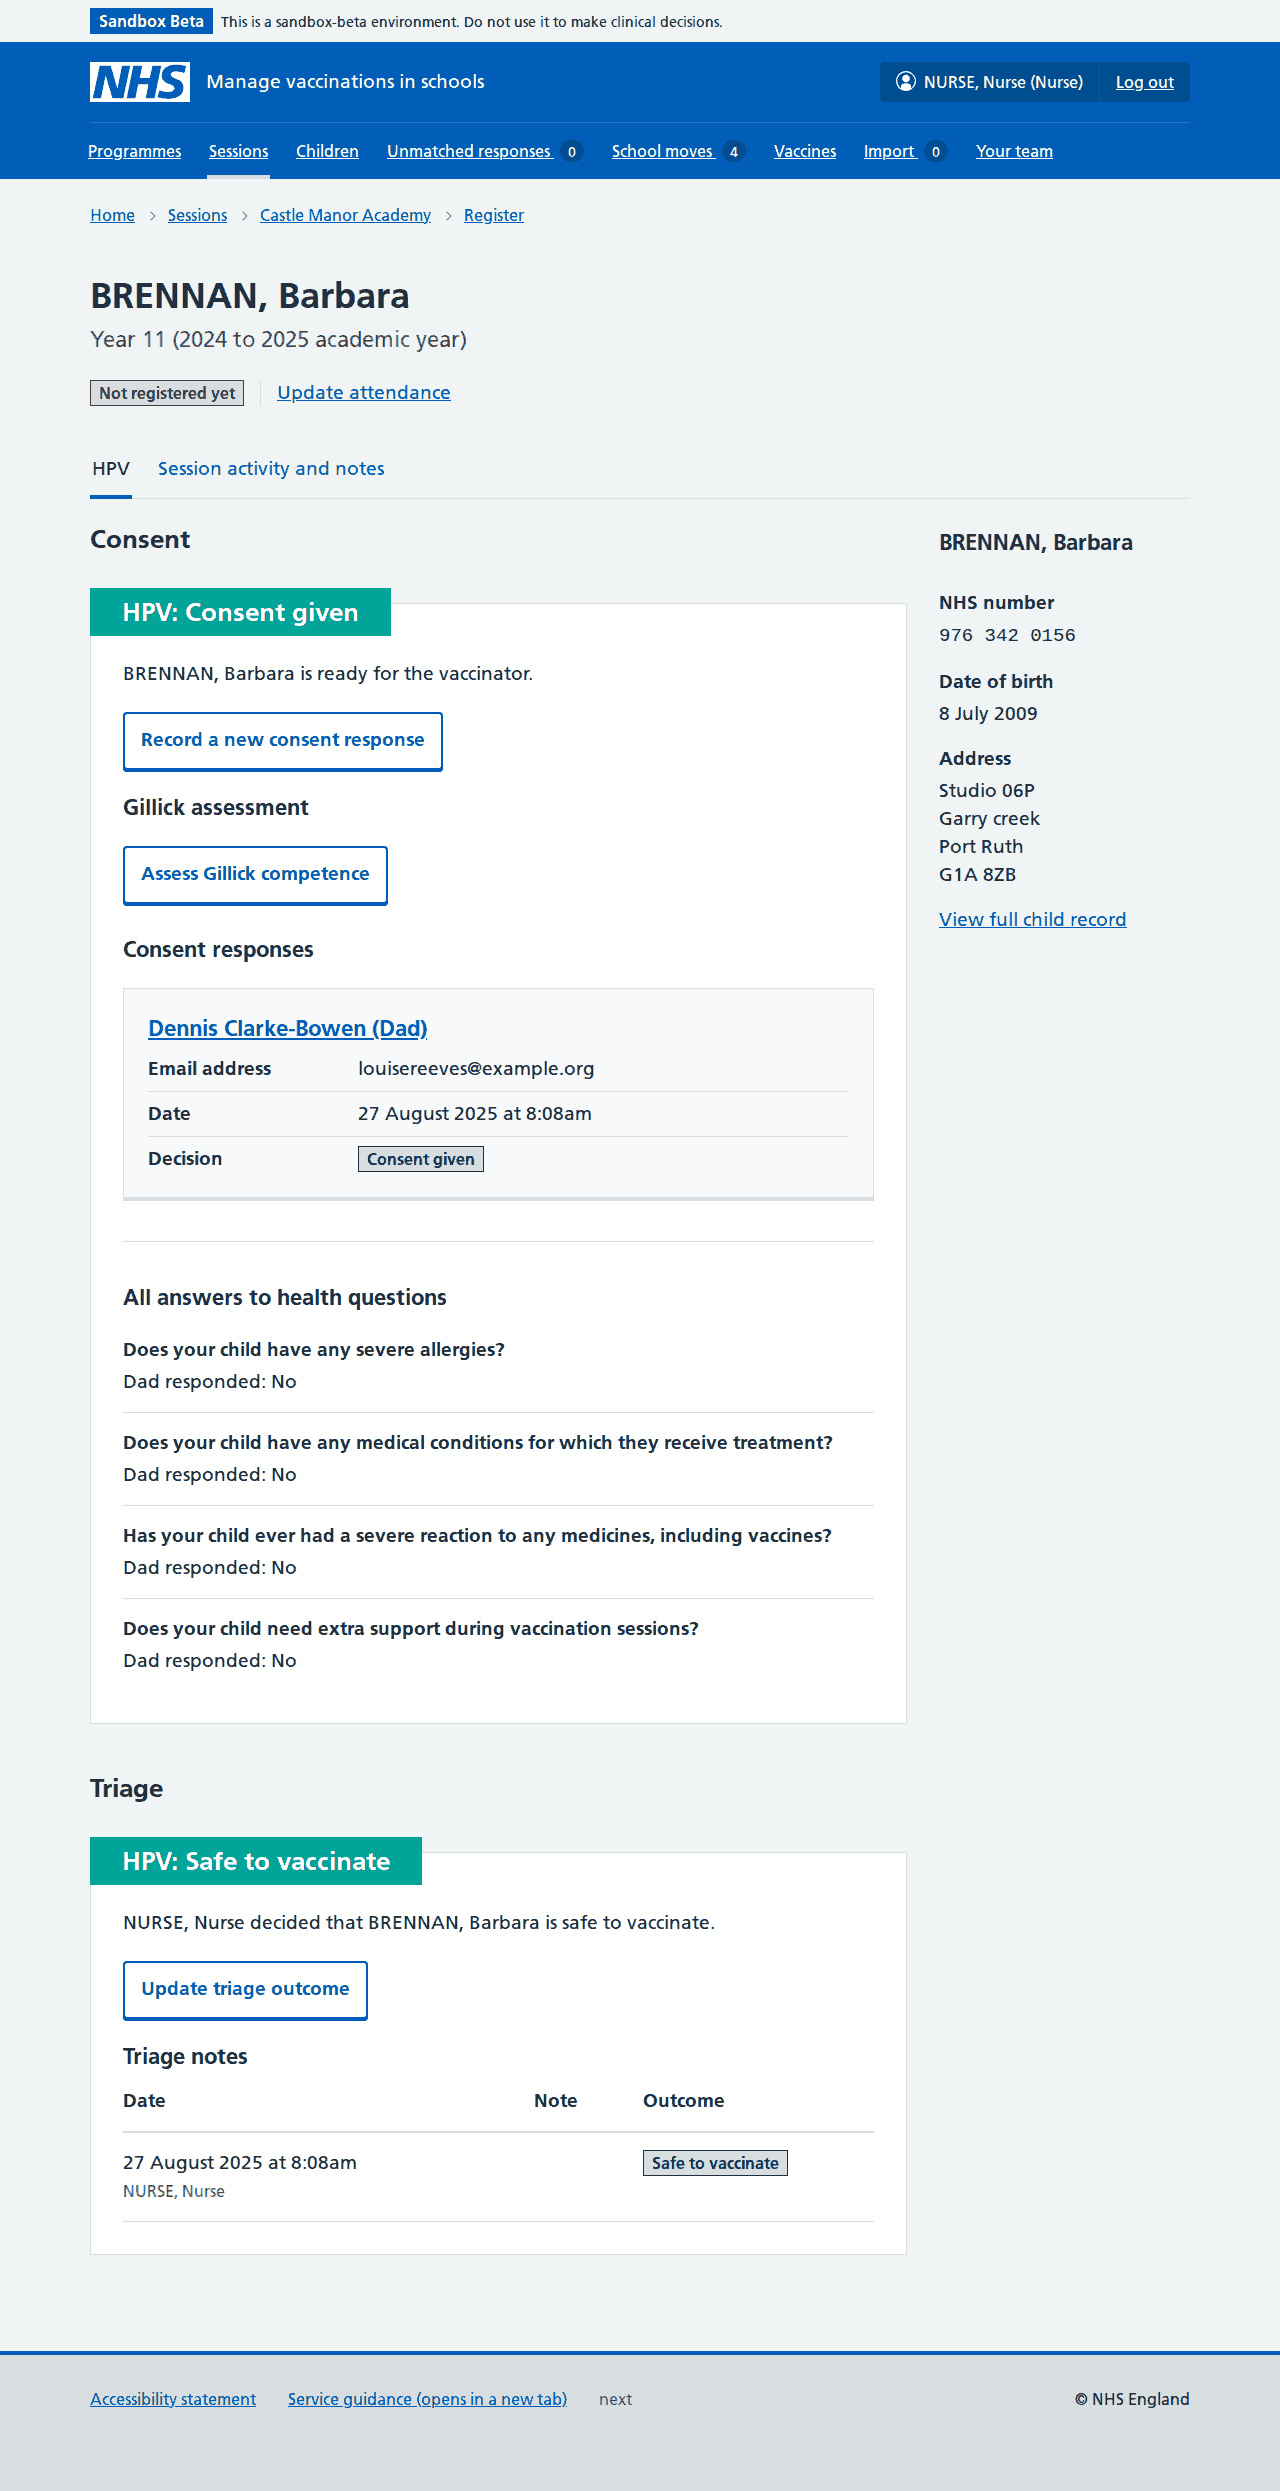 Sandbox Beta This is a sandbox-beta environment. Do not use it to make clinical decisions.
NHS Manage vaccinations in schools NURSE, Nurse (Nurse) Log out
Programmes Sessions Children Unmatched responses 0 School moves 4 Vaccines Import 0 Your team
Home Sessions Castle Manor Academy Register
BRENNAN, Barbara
Year 11 (2024 to 2025 academic year)
Not registered yet Update attendance
HPV Session activity and notes
Consent
HPV: Consent given
BRENNAN, Barbara is ready for the vaccinator.
Record a new consent response
Gillick assessment
Assess Gillick competence
Consent responses
Dennis Clarke-Bowen (Dad)
Email address louisereeves@example.org
Date 27 August 2025 at 8:08am
Decision Consent given
All answers to health questions
Does your child have any severe allergies?
Dad responded: No
Does your child have any medical conditions for which they receive treatment?
Dad responded: No
Has your child ever had a severe reaction to any medicines, including vaccines?
Dad responded: No
Does your child need extra support during vaccination sessions?
Dad responded: No
BRENNAN, Barbara
NHS number
976 342 0156
Date of birth
8 July 2009
Address
Studio 06P
Garry creek
Port Ruth
G1A 8ZB
View full child record
Triage
HPV: Safe to vaccinate
NURSE, Nurse decided that BRENNAN, Barbara is safe to vaccinate.
Update triage outcome
Triage notes
Date Note Outcome
27 August 2025 at 8:08am Safe to vaccinate
NURSE, Nurse
Accessibility statement Service guidance (opens in a new tab) next © NHS England